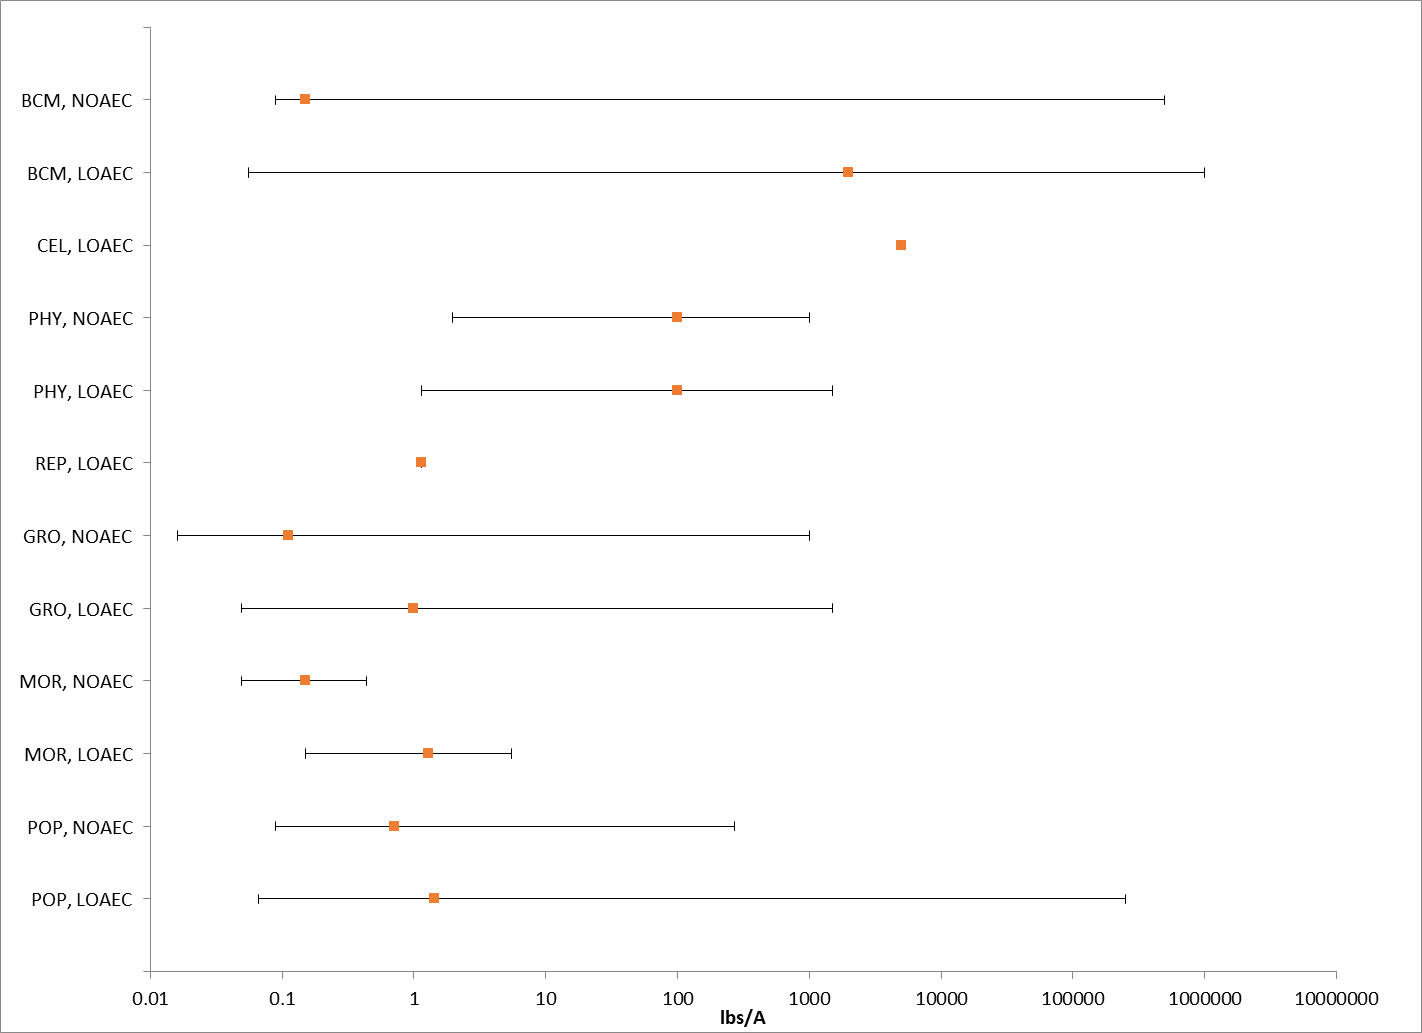 BCM, NOAEC
BCM, LOAEC
CEL, LOAEC
PHY, NOAEC
PHY, LOAEC
REP, LOAEC
GRO, NOAEC
GRO, LOAEC
MOR, NOAEC
MOR, LOAEC
POP, NOAEC
POP, LOAEC
0.01 0.1 1 10 100 1000 10000 100000 1000000 10000000
lbs/A